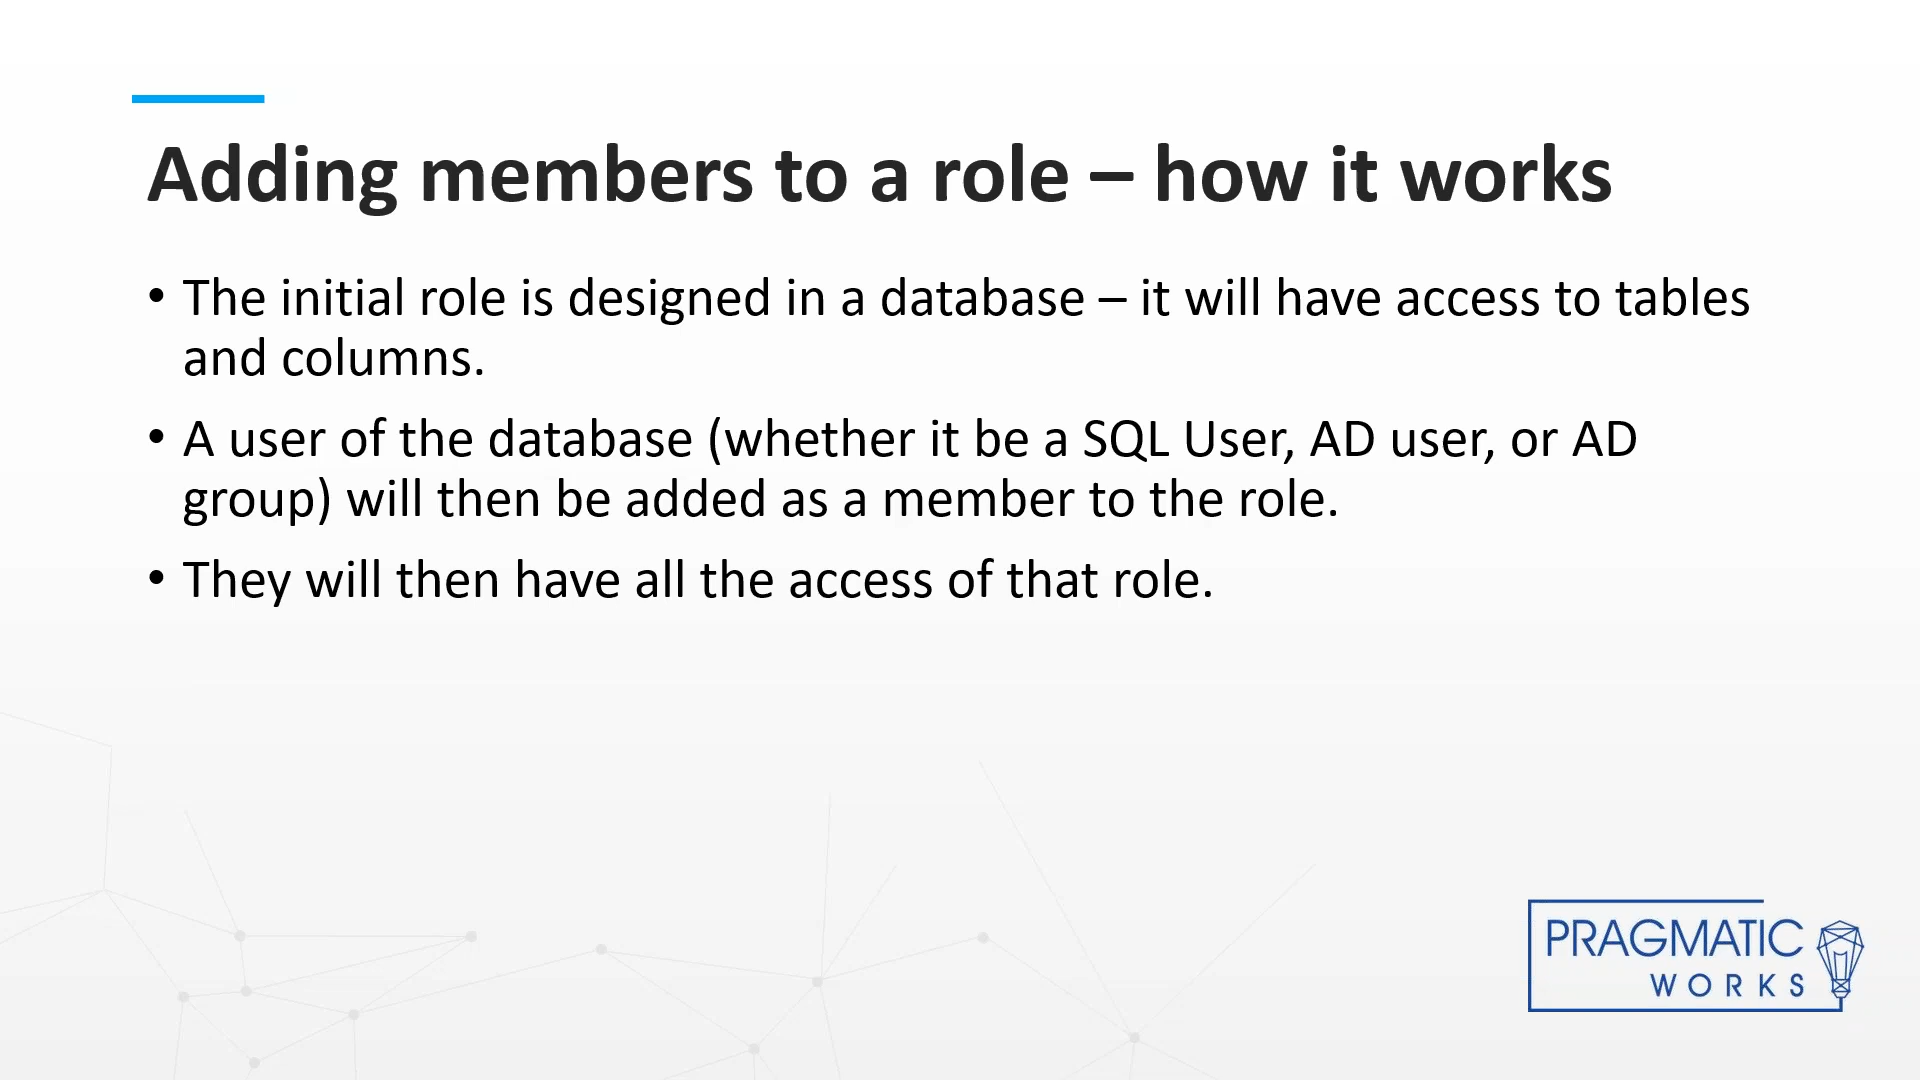 Adding members to a role – how it works
• The initial role is designed in a database – it will have access to tables
and columns.
• A user of the database (whether it be a SQL User, AD user, or AD
group) will then be added as a member to the role.
• They will then have all the access of that role.
PRAGMATIC
WORKS